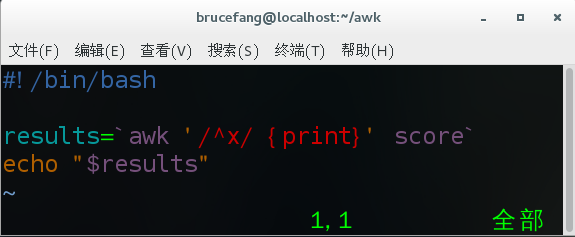 brucefang@localhost:~/awk
文件(F) 编辑(E) 查看(V) 搜索(S) 终端(T) 帮助(H)
#!/bin/bash
results=`awk '/^x/ {print}' score`
echo "$results"
~
1,1 全部